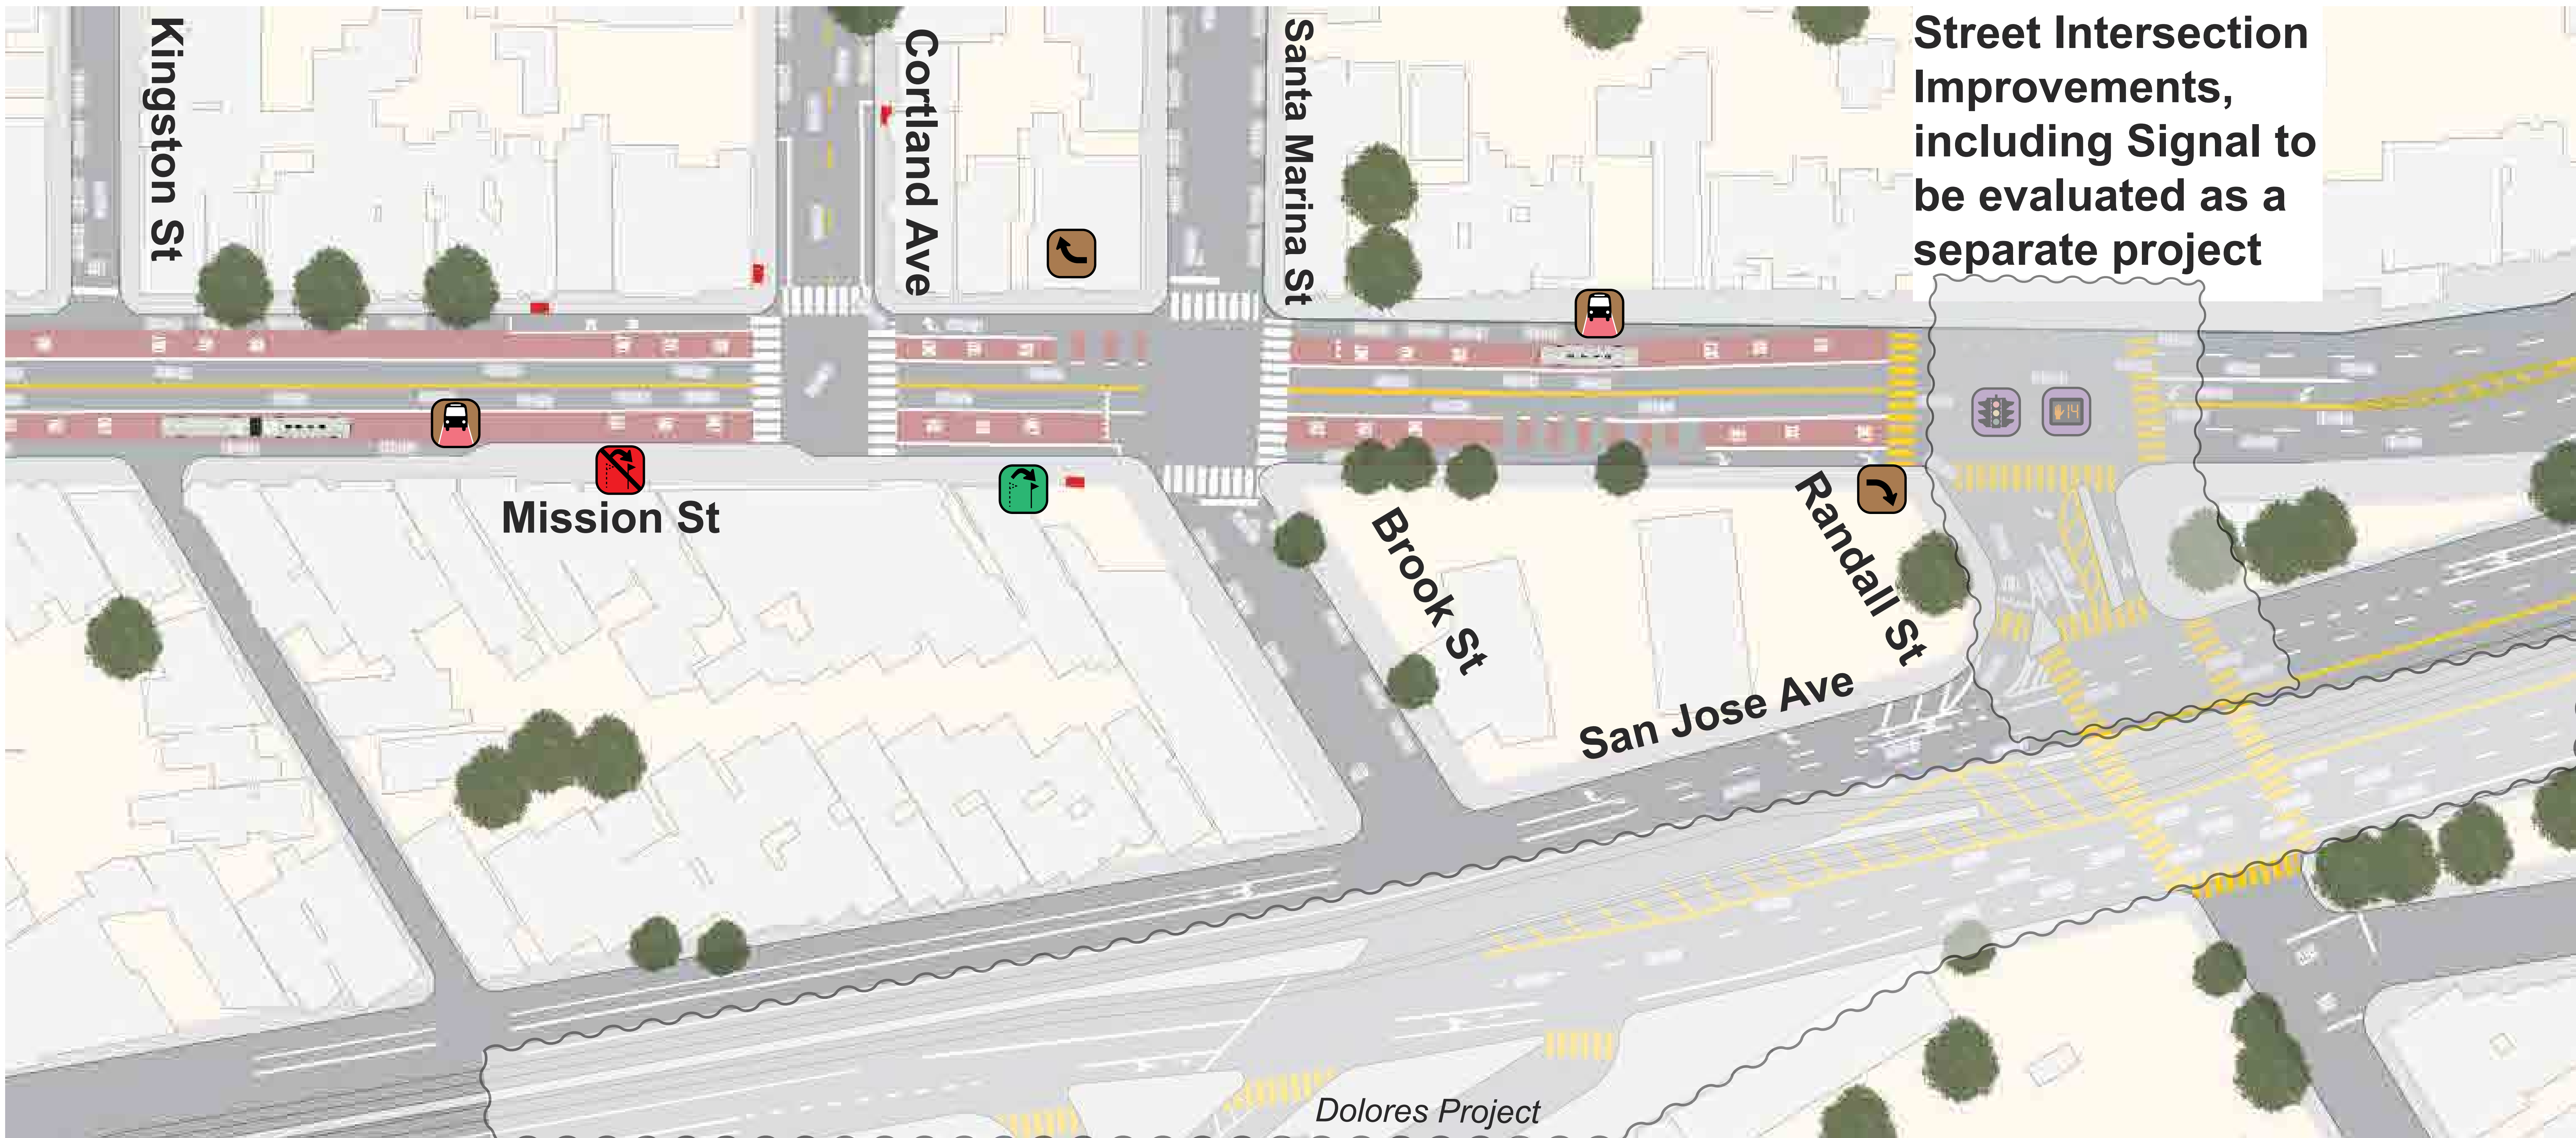 Kingston St
Cortland Ave
Santa Marina St
Street Intersection
Improvements,
including Signal to
be evaluated as a
separate project
14
Mission St
Brook St
Randall St
San Jose Ave
Dolores Project